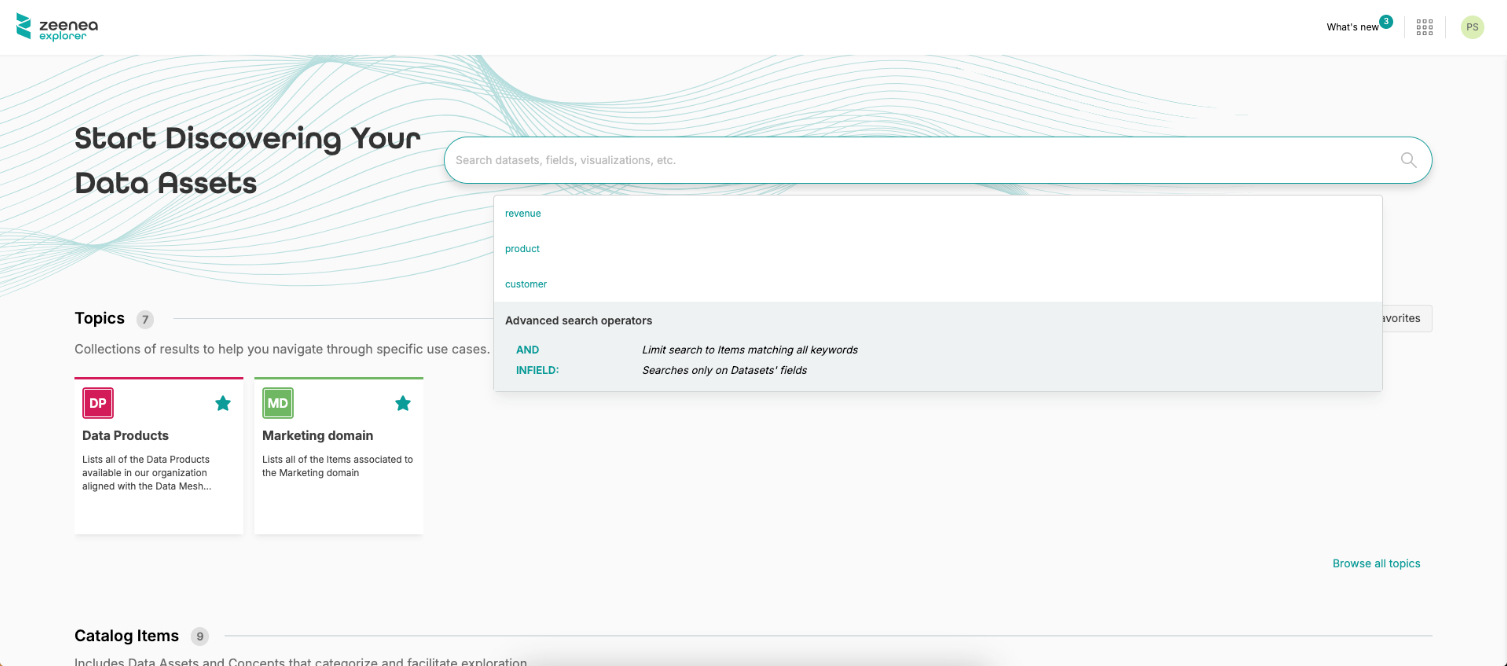 zeenea
explorer
What's new
3
PS
Start Discovering Your
Data Assets
Search datasets, fields, visualizations, etc.
revenue
product
customer
Advanced search operators
AND Limit search to Items matching all keywords
INFIELD: Searches only on Datasets' fields
Topics 7
avorites
Collections of results to help you navigate through specific use cases.
DP
Data Products
Lists all of the Data Products
available in our organization
aligned with the Data Mesh...
MD
Marketing domain
Lists all of the Items associated to
the Marketing domain
Browse all topics
Catalog Items 9
Includes Data Assets and Concepts that categorize and facilitate exploration